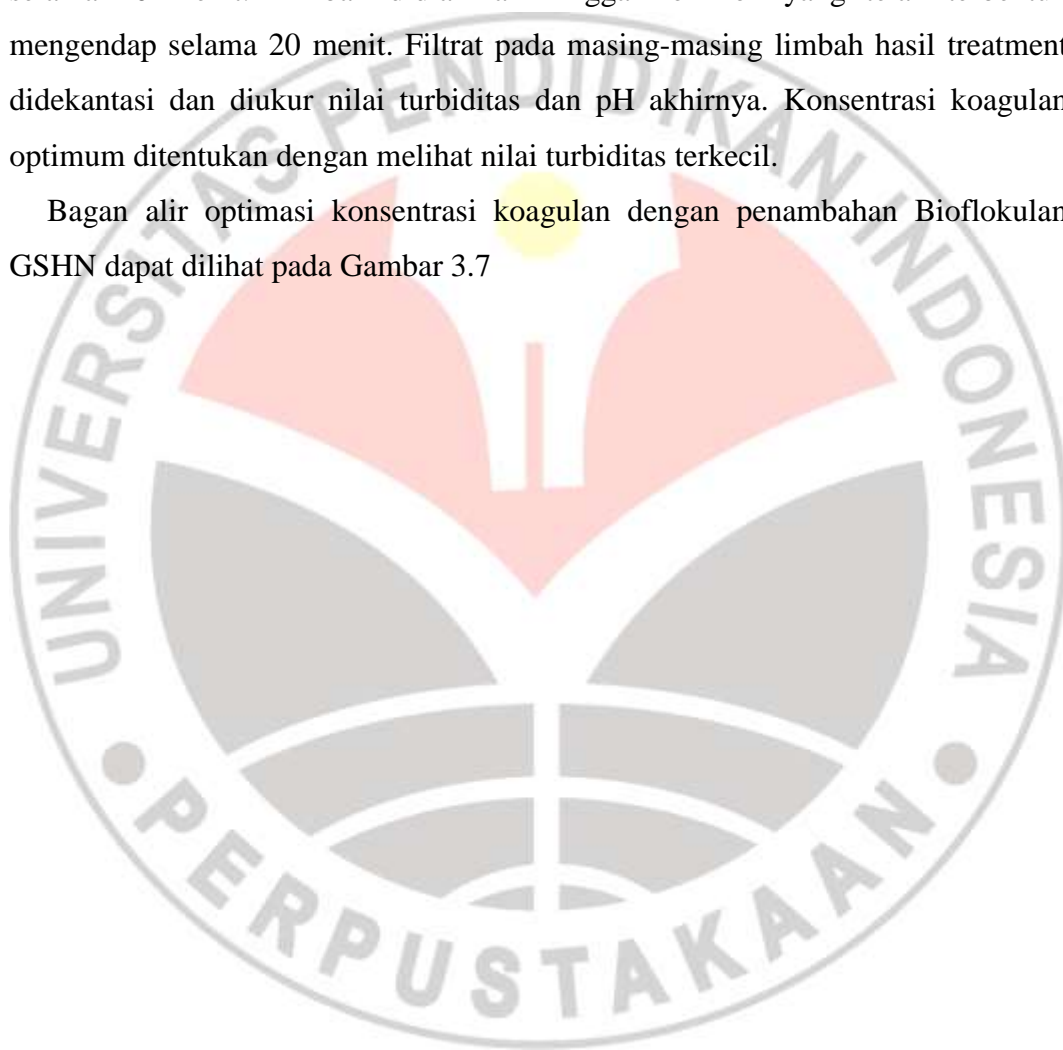 mengendap selama 20 menit. Filtrat pada masing-masing limbah hasil treatment
didekantasi dan diukur nilai turbiditas dan pH akhirnya. Konsentrasi koagulan
optimum ditentukan dengan melihat nilai turbiditas terkecil.
Bagan alir optimasi konsentrasi koagulan dengan penambahan Bioflokulan
GSHN dapat dilihat pada Gambar 3.7
UNIVERSITAS PENDIDIKAN INDONESIA
PERPUSTAKAAN